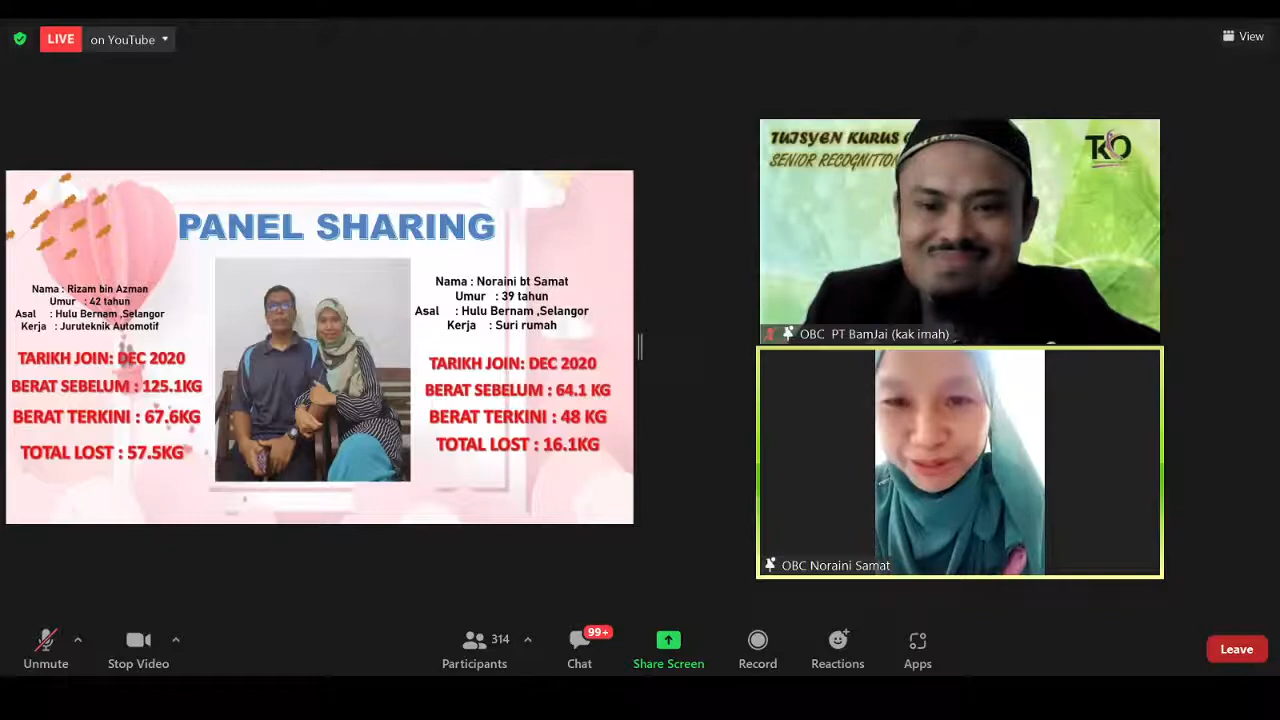 LIVE
on YouTube
View
PANEL SHARING
Nama : Rizam bin Azman
Umur : 42 tahun
Asal : Hulu Bernam ,Selangor
Kerja : Juruteknik Automotif
TARIKH JOIN: DEC 2020
BERAT SEBELUM : 125.1KG
BERAT TERKINI : 67.6KG
TOTAL LOST : 57.5KG
Nama : Noraini bt Samat
Umur : 39 tahun
Asal : Hulu Bernam ,Selangor
Kerja : Suri rumah
TARIKH JOIN: DEC 2020
BERAT SEBELUM : 64.1 KG
BERAT TERKINI : 48 KG
TOTAL LOST : 16.1KG
TUISYEN KURUS
SENIOR RECOGNITION
TKO
OBC PT BamJai (kak imah)
OBC Noraini Samat
Unmute
Stop Video
314
Participants
99+
Chat
Share Screen
Record
Reactions
Apps
Leave